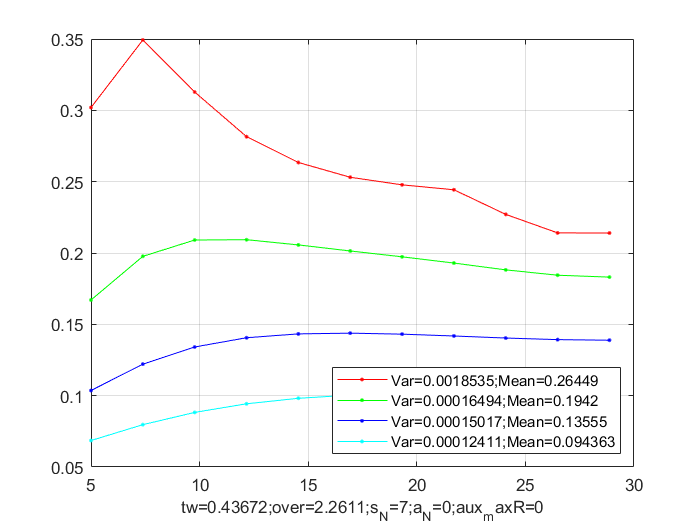 0.35
0.3
0.25
0.2
0.15
0.1
0.05
5
10
15
20
25
30
Var=0.0018535;Mean=0.26449
Var=0.00016494;Mean=0.1942
Var=0.00015017;Mean=0.13555
Var=0.00012411;Mean=0.094363
tw=0.43672;over=2.2611;s_N=7;a_N=0;aux_maxR=0